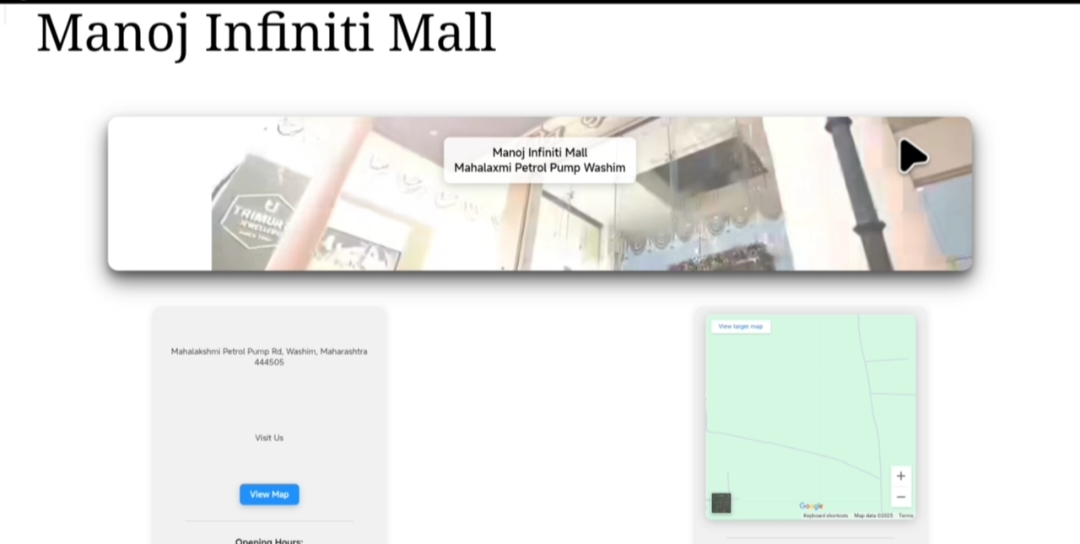 Manoj Infiniti Mall
Manoj Infiniti Mall
Mahalaxmi Petrol Pump Washim
TRIMUR
JEWELLERS
Mahalakshmi Petrol Pump Rd, Washim, Maharashtra
444505
Visit Us
View Map
Opening Hours:
View larger map
Google
Keyboard shortcuts Map data ©2025 Terms